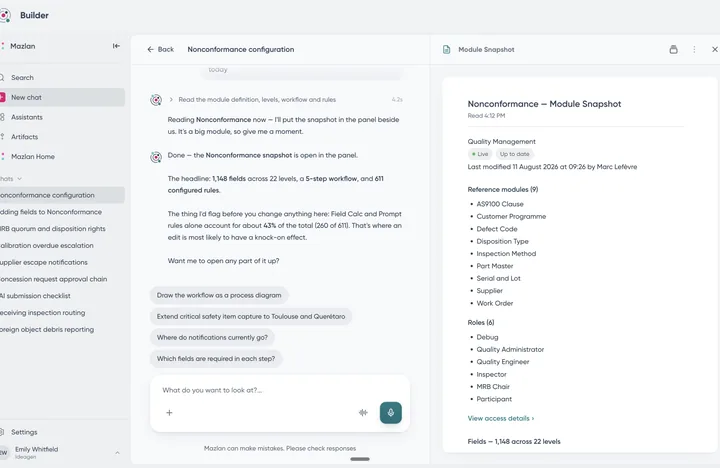 Builder
Mazlan
Search
New chat
Assistants
Artifacts
Mazlan Home
hats
onconformance configuration
dding fields to Nonconformance
RB quorum and disposition rights
alibration overdue escalation
upplier escape notifications
oncession request approval chain
AI submission checklist
eceiving inspection routing
oreign object debris reporting
Settings
EW
Emily Whitfield
Ideagen
Back
Nonconformance configuration
today
Read the module definition, levels, workflow and rules
4.2s
Reading Nonconformance now — I'll put the snapshot in the panel beside
us. It's a big module, so give me a moment.
Done — the Nonconformance snapshot is open in the panel.
The headline: 1,148 fields across 22 levels, a 5-step workflow, and 611
configured rules.
The thing I'd flag before you change anything here: Field Calc and Prompt
rules alone account for about 43% of the total (260 of 611). That's where an
edit is most likely to have a knock-on effect.
Want me to open any part of it up?
Draw the workflow as a process diagram
Extend critical safety item capture to Toulouse and Querétaro
Where do notifications currently go?
Which fields are required in each step?
What do you want to look at?...
Mazlan can make mistakes. Please check responses
Module Snapshot
Nonconformance — Module Snapshot
Read 4:12 PM
Quality Management
Live
Up to date
Last modified 11 August 2026 at 09:26 by Marc Lefèvre
Reference modules (9)
• AS9100 Clause
• Customer Programme
• Defect Code
• Disposition Type
• Inspection Method
• Part Master
• Serial and Lot
• Supplier
• Work Order
Roles (6)
• Debug
• Quality Administrator
• Quality Engineer
• Inspector
• MRB Chair
• Participant
View access details ›
Fields — 1,148 across 22 levels